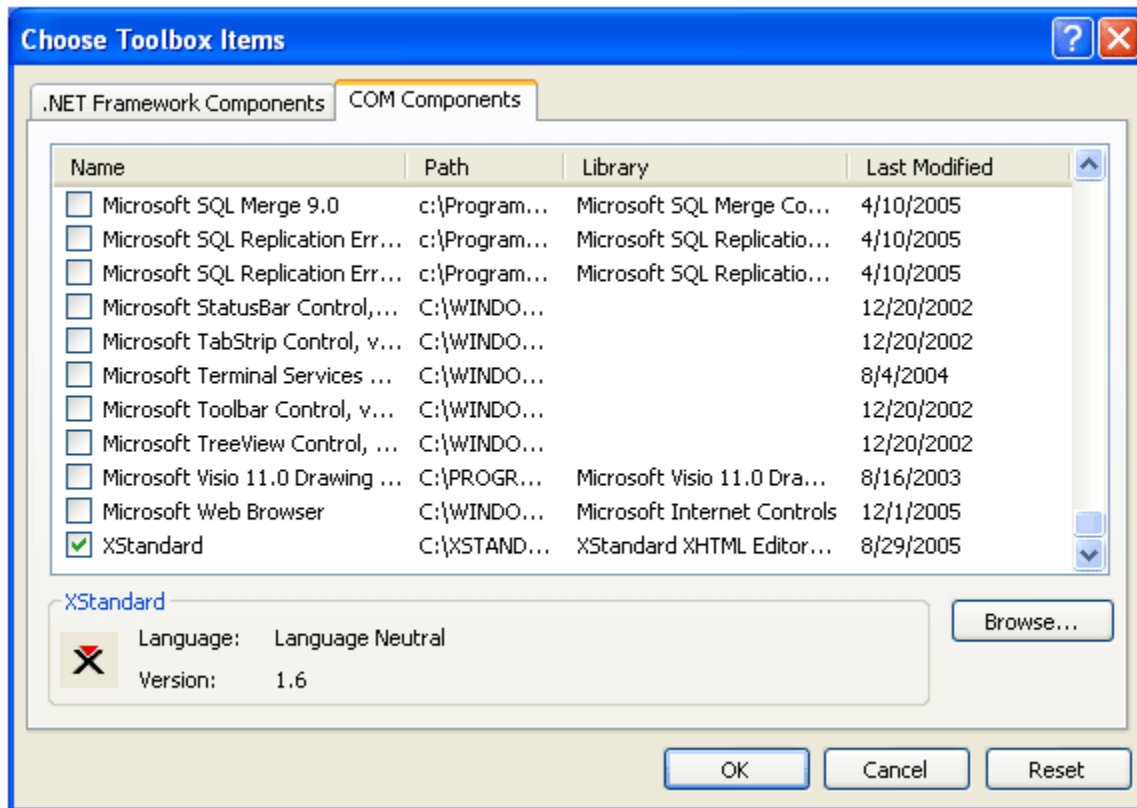 Choose Toolbox Items
.NET Framework Components COM Components
Name Path Library Last Modified
Microsoft SQL Merge 9.0 c:\Program... Microsoft SQL Merge Co... 4/10/2005
Microsoft SQL Replication Err... c:\Program... Microsoft SQL Replicatio... 4/10/2005
Microsoft SQL Replication Err... c:\Program... Microsoft SQL Replicatio... 4/10/2005
Microsoft StatusBar Control,... C:\WINDO... 12/20/2002
Microsoft TabStrip Control, v... C:\WINDO... 12/20/2002
Microsoft Terminal Services ... C:\WINDO... 8/4/2004
Microsoft Toolbar Control, v... C:\WINDO... 12/20/2002
Microsoft TreeView Control, ... C:\WINDO... 12/20/2002
Microsoft Visio 11.0 Drawing ... C:\PROGR... Microsoft Visio 11.0 Dra... 8/16/2003
Microsoft Web Browser C:\WINDO... Microsoft Internet Controls 12/1/2005
XStandard C:\XSTAND... XStandard XHTML Editor... 8/29/2005
XStandard
Browse...
Language: Language Neutral
Version: 1.6
OK Cancel Reset